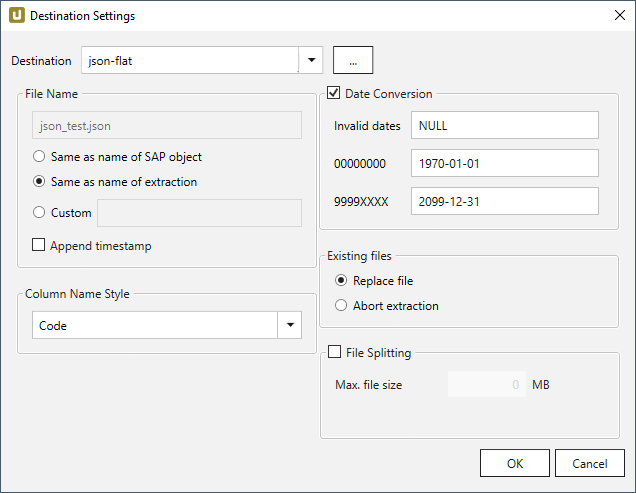 Destination Settings
Destination
json-flat
...
File Name
json_test.json
Same as name of SAP object
Same as name of extraction
Custom
Append timestamp
Column Name Style
Code
Date Conversion
Invalid dates
NULL
00000000
1970-01-01
9999XXXX
2099-12-31
Existing files
Replace file
Abort extraction
File Splitting
Max. file size
0
MB
OK
Cancel